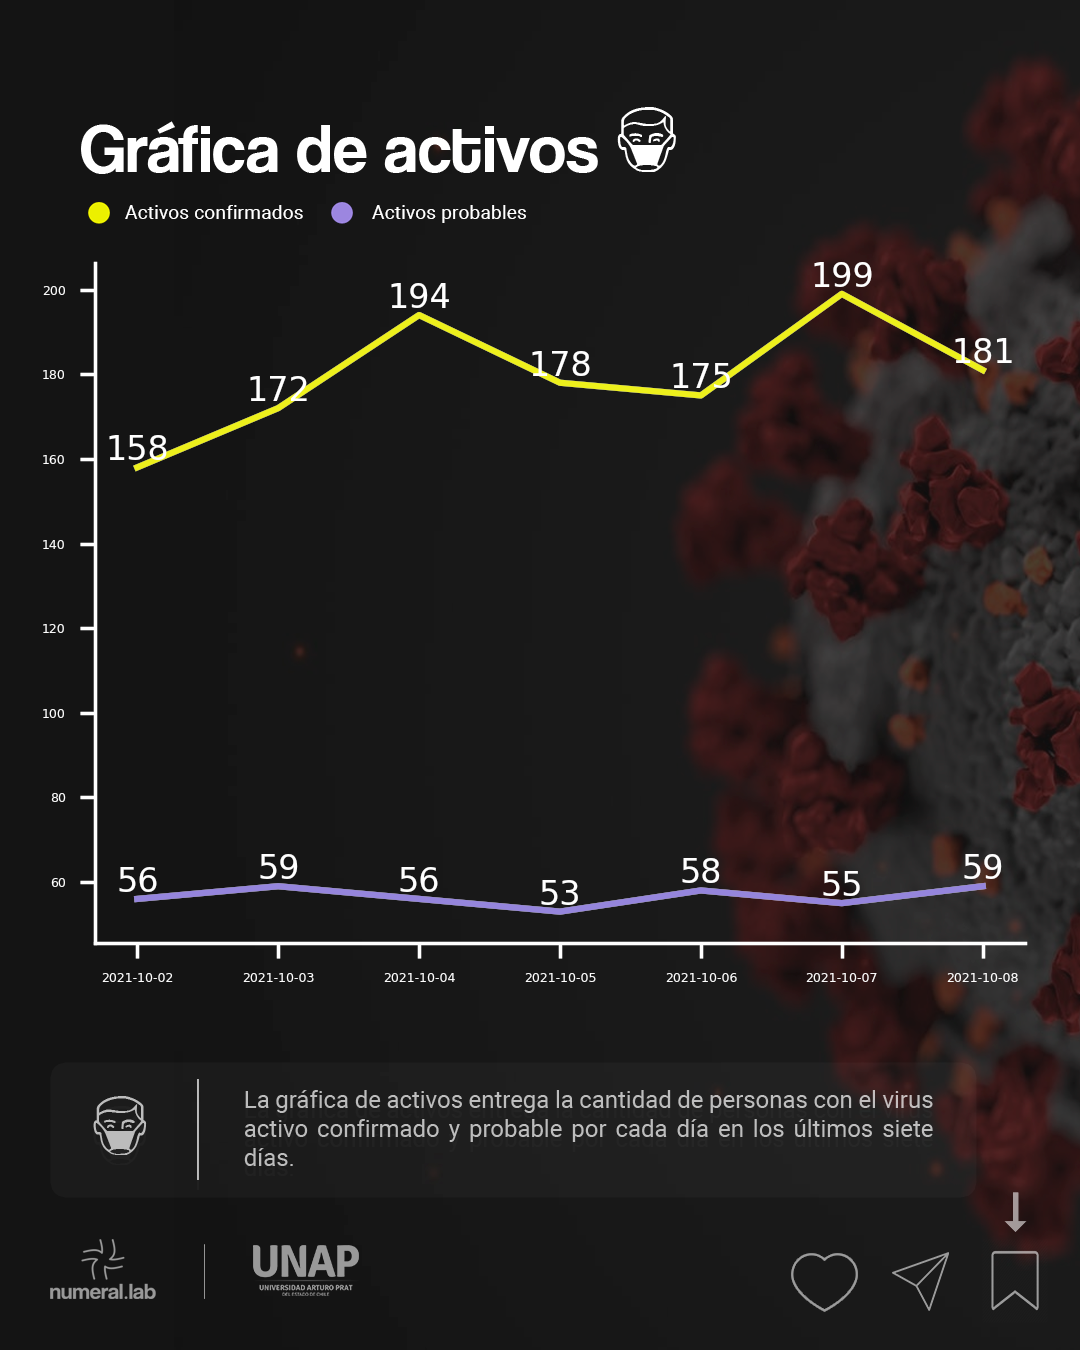 Gráfica de activos
Activos confirmados Activos probables
200
180
160
140
120
100
80
60
158 172 194 178 175 199 181
56 59 56 53 58 55 59
2021-10-02 2021-10-03 2021-10-04 2021-10-05 2021-10-06 2021-10-07 2021-10-08
La gráfica de activos entrega la cantidad de personas con el virus
activo confirmado y probable por cada día en los últimos siete
días.
numeral.lab
UNAP
UNIVERSIDAD ARTURO PRAT
DEL ESTADO DE CHILE